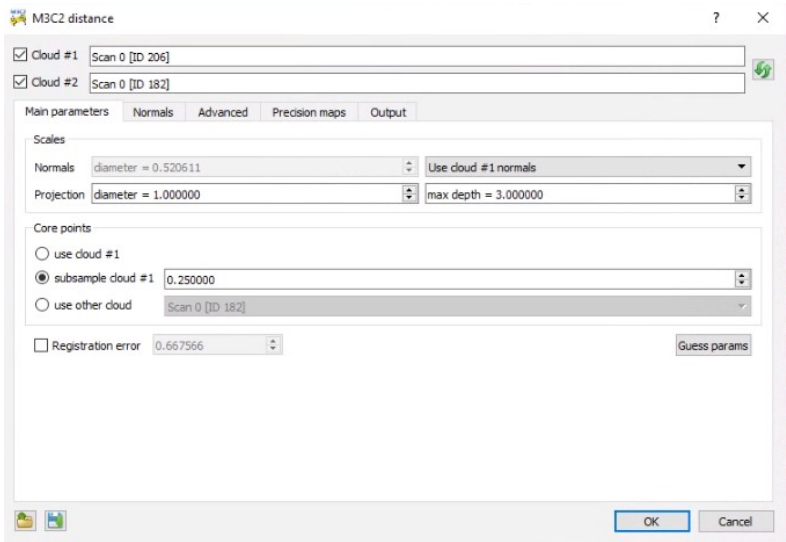 M3C2 distance ?
Cloud #1 Scan 0 [ID 206]
Cloud #2 Scan 0 [ID 182]
Main parameters Normals Advanced Precision maps Output
Scales
Normals diameter = 0.520611 Use cloud #1 normals
Projection diameter = 1.000000 max depth = 3.000000
Core points
use cloud #1
subsample cloud #1 0.250000
use other cloud Scan 0 [ID 182]
Registration error 0.667566 Guess params
OK Cancel